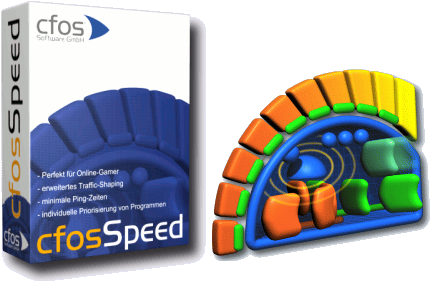 cfos
Software GmbH
cfosSpeed
- Perfekt für Online-Gamer
- erweitertes Traffic-Shaping
- minimale Ping-Zeiten
- individuelle Priorisierung von Programmen
cfos
cfosSpeed